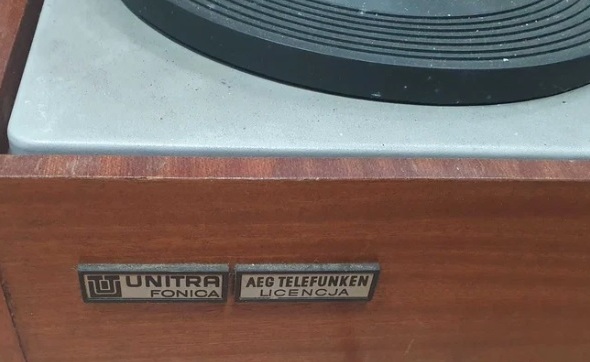 UNITRA
FONICA
AEG TELEFUNKEN
LICENCJA